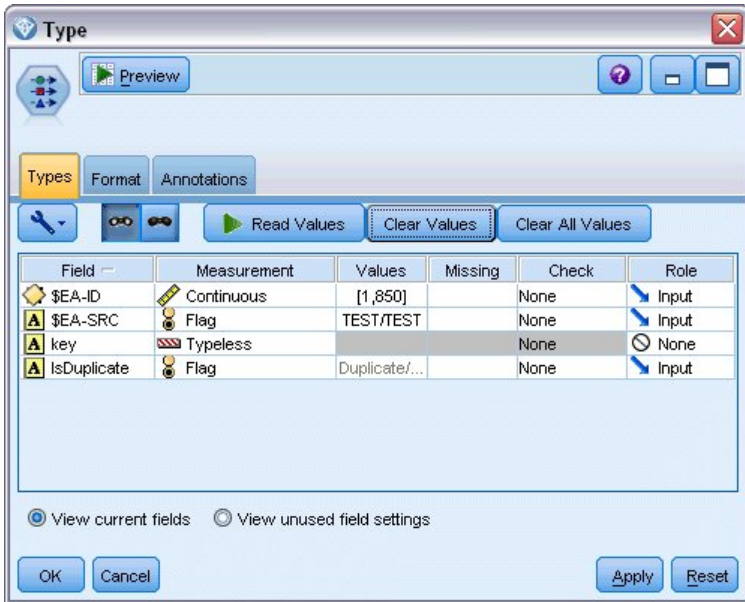 Type
Preview
Types Format Annotations
Read Values Clear Values Clear All Values
Field Measurement Values Missing Check Role
$EA-ID Continuous [1,850] None Input
A $EA-SRC Flag TEST/TEST None Input
A key Typeless None None
A IsDuplicate Flag Duplicate/... None Input
View current fields View unused field settings
OK Cancel Apply Reset